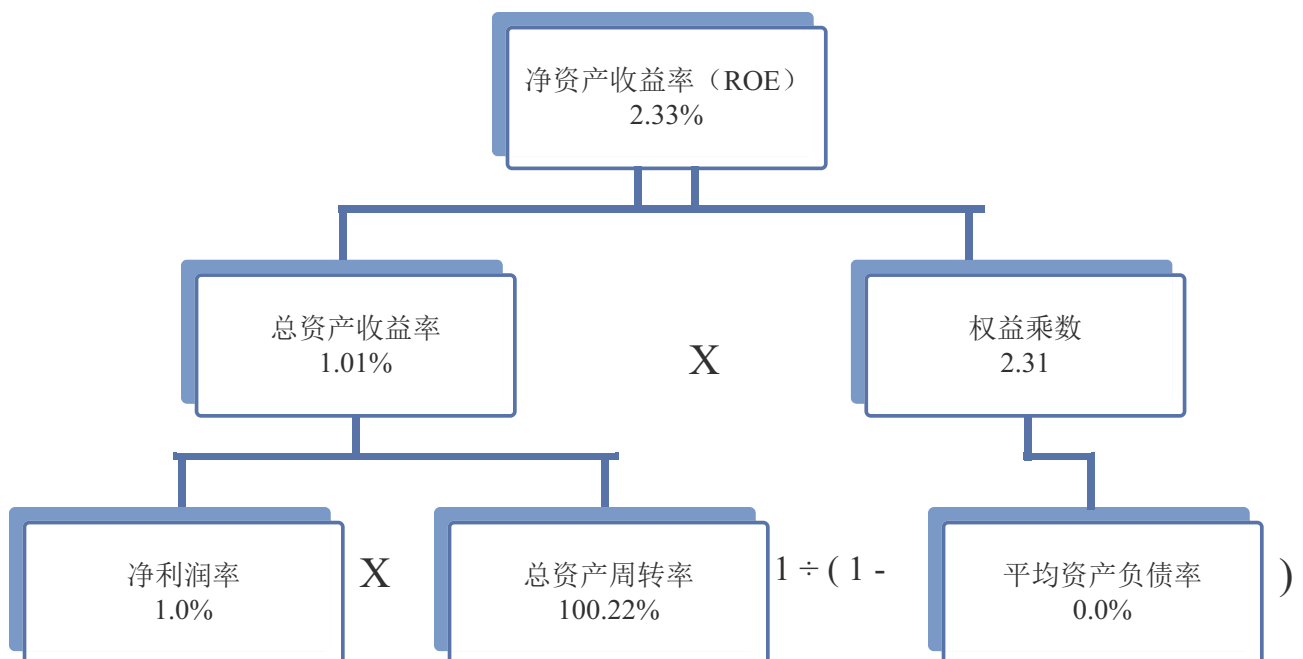 净资产收益率（ROE）
2.33%
总资产收益率
1.01%
X
权益乘数
2.31
净利润率
1.0%
X
总资产周转率
100.22%
1 ÷ ( 1 -
平均资产负债率
0.0%
)